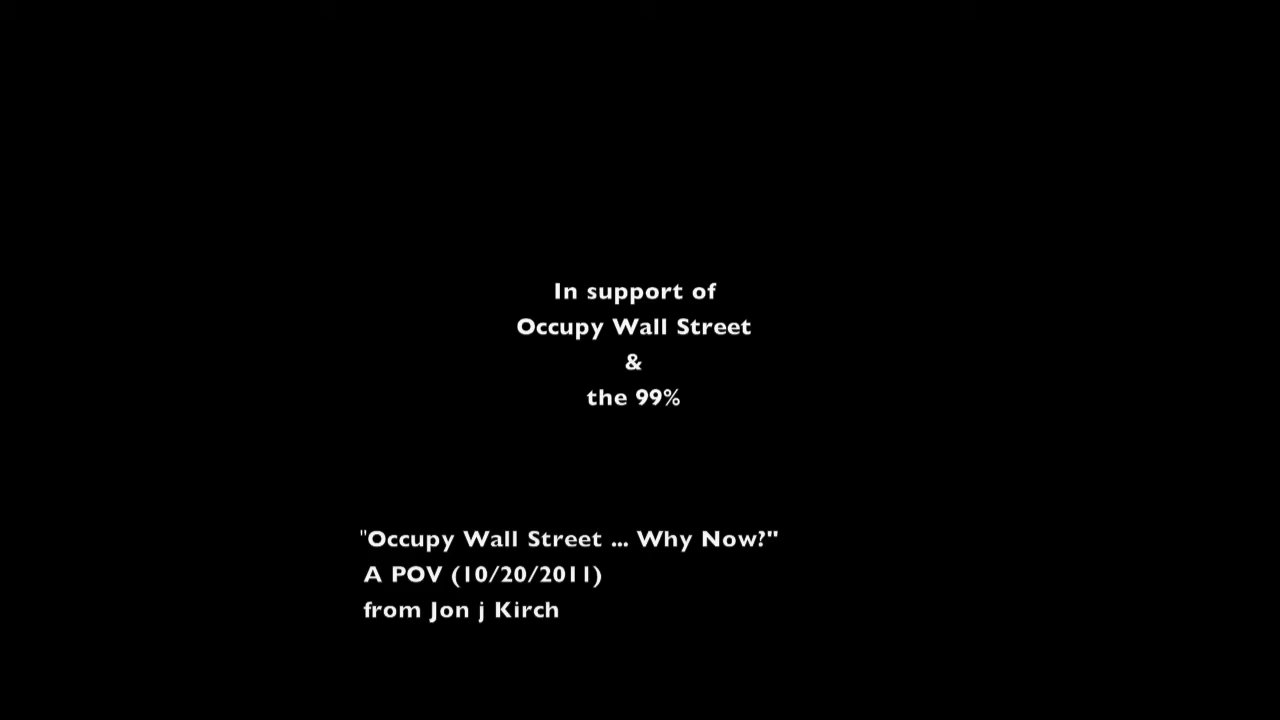 In support of
Occupy Wall Street
&
the 99%
"Occupy Wall Street ... Why Now?"
A POV (10/20/2011)
from Jon j Kirch